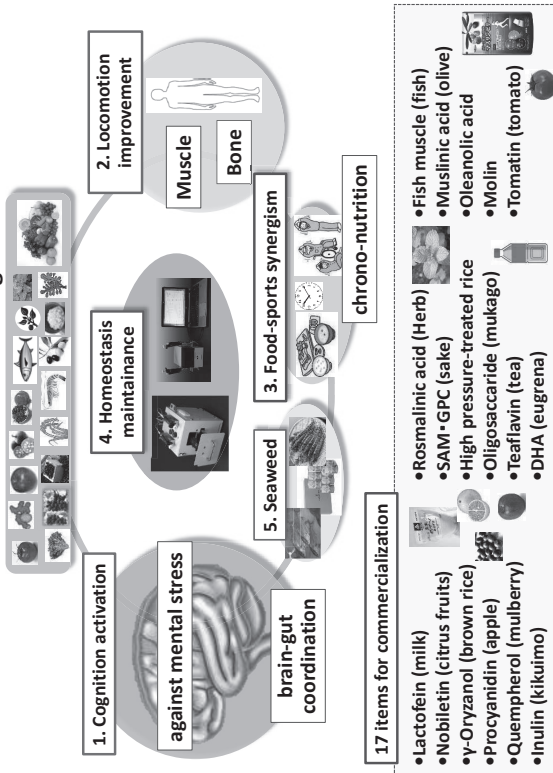 1. Cognition activation
against mental stress
brain-gut
coordination
2. Locomotion
improvement
Muscle
Bone
4. Homeostasis
maintainance
3. Food-sports synergism
chrono-nutrition
5. Seaweed
17 items for commercialization
•Lactofein (milk)
•Nobiletin (citrus fruits)
•γ-Oryzanol (brown rice)
•Procyanidin (apple)
•Quempherol (mulberry)
•Inulin (kikuimo)
•Rosmalinic acid (Herb)
•SAM・GPC (sake)
•High pressure-treated rice
•Oligosaccaride (mukago)
•Teaflavin (tea)
•DHA (eugrena)
•Fish muscle (fish)
•Muslinic acid (olive)
•Oleanolic acid
•Molin
•Tomatin (tomato)